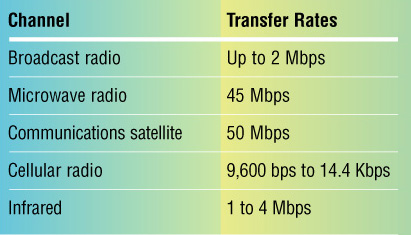 Channel Transfer Rates
Broadcast radio Up to 2 Mbps
Microwave radio 45 Mbps
Communications satellite 50 Mbps
Cellular radio 9,600 bps to 14.4 Kbps
Infrared 1 to 4 Mbps